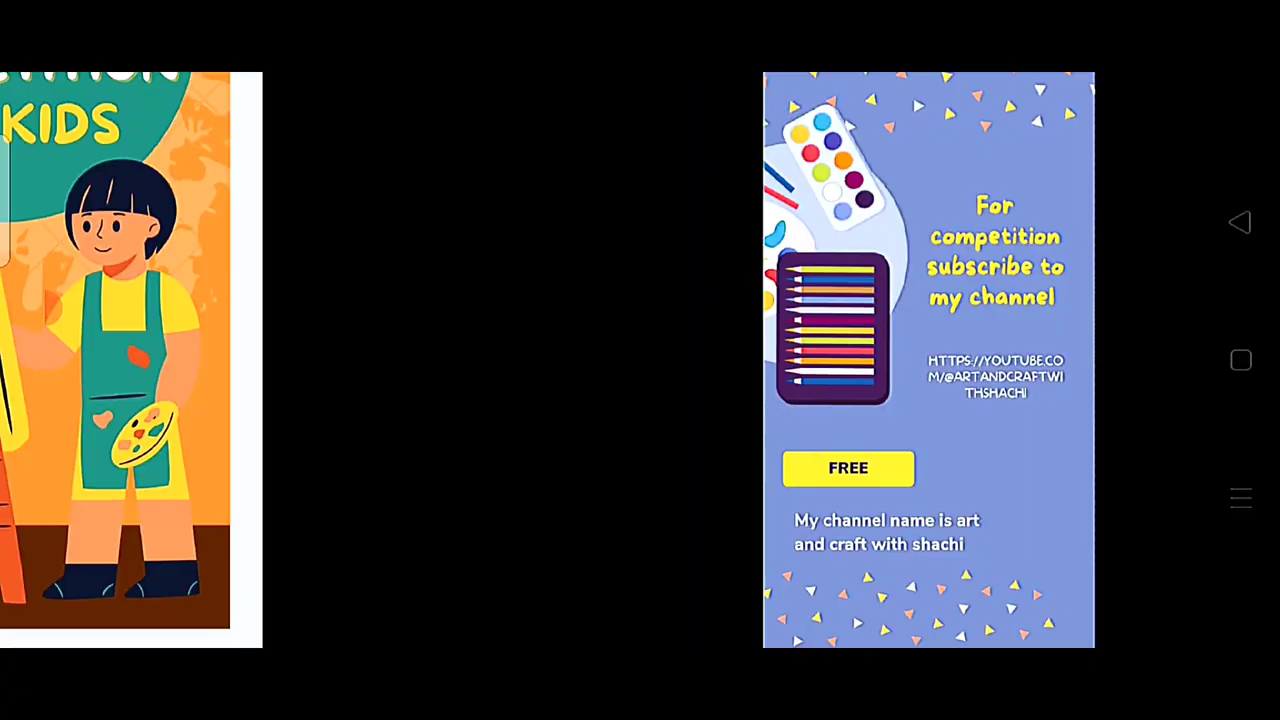 KIDS
For
competition
subscribe to
my channel
HTTPS://YOUTUBE.CO
M/@ARTANDCRAFTWI
THSHACHI
FREE
My channel name is art
and craft with shachi